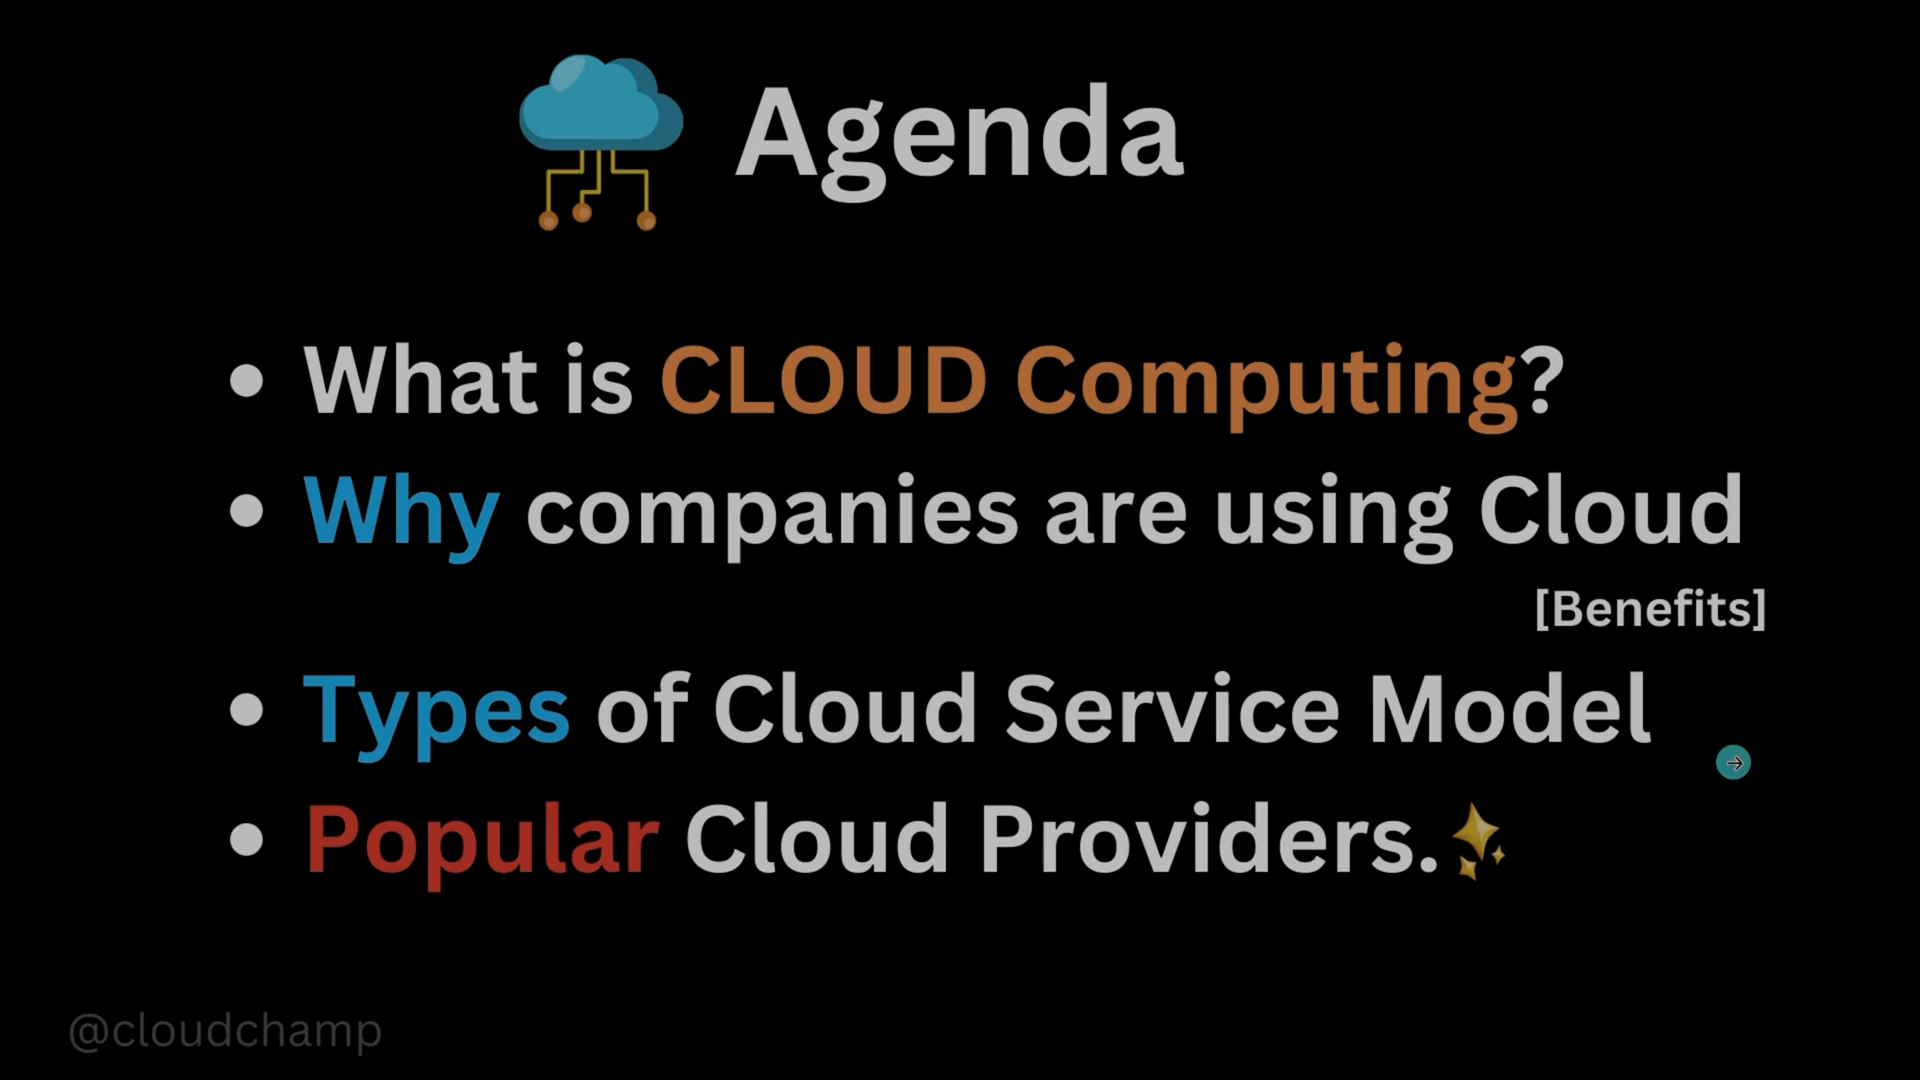 Agenda
• What is CLOUD Computing?
• Why companies are using Cloud
[Benefits]
• Types of Cloud Service Model
• Popular Cloud Providers.✨
@cloudchamp